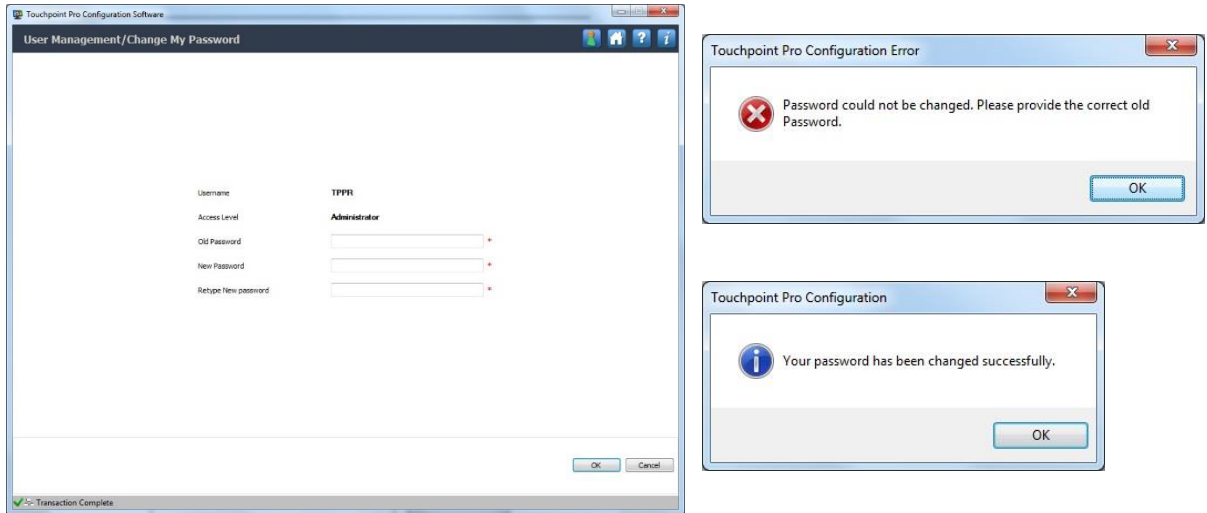 Touchpoint Pro Configuration Software
User Management/Change My Password
Username TPPR
Access Level Administrator
Old Password *
New Password *
Retype New password *
OK Cancel
Transaction Complete
Touchpoint Pro Configuration Error
Password could not be changed. Please provide the correct old
Password.
OK
Touchpoint Pro Configuration
Your password has been changed successfully.
OK